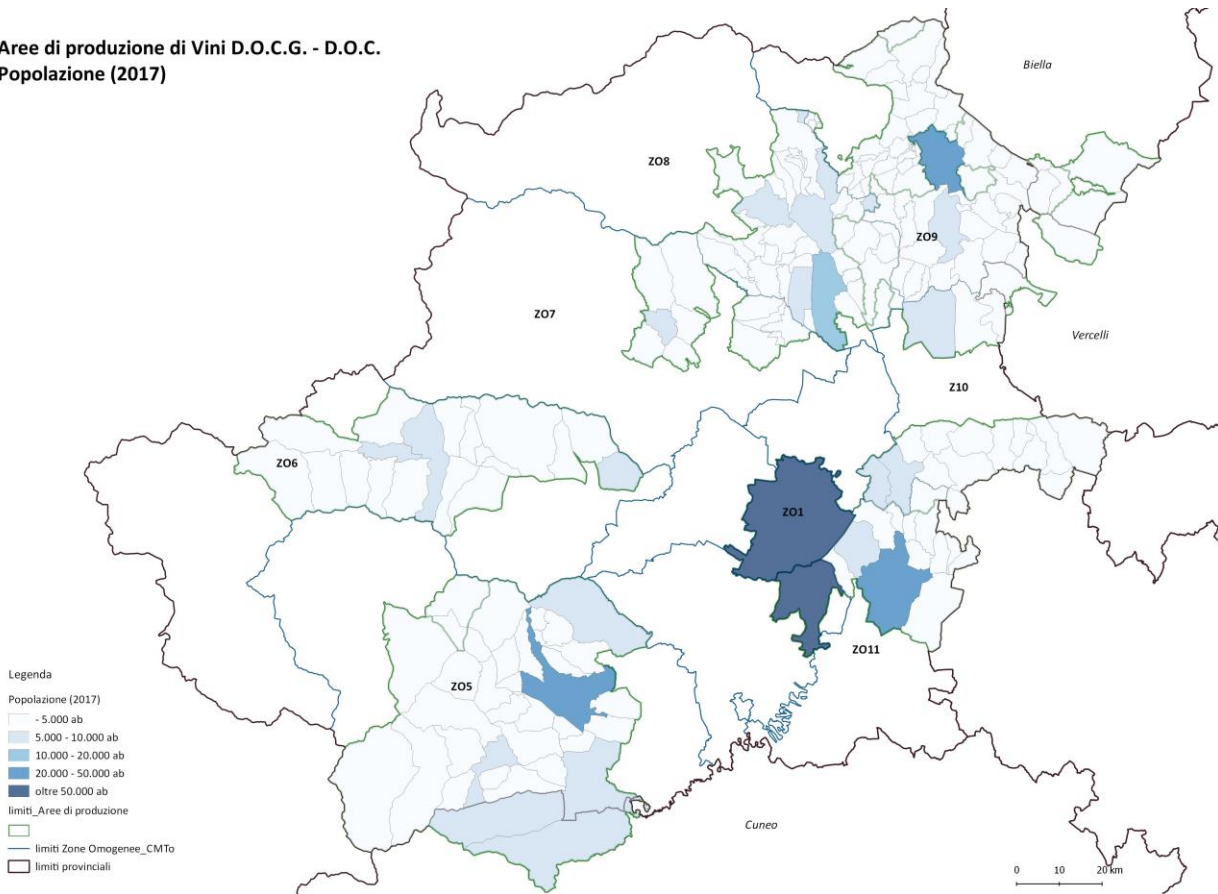 Aree di produzione di Vini D.O.C.G. - D.O.C.
Popolazione (2017)
Biella
ZO8
ZO9
ZO7
Vercelli
Z10
ZO6
ZO1
ZO11
ZO5
Cuneo
Legenda
Popolazione (2017)
- 5.000 ab
5.000 - 10.000 ab
10.000 - 20.000 ab
20.000 - 50.000 ab
oltre 50.000 ab
limiti_Aree di produzione
limiti Zone Omogenee_CMTo
limiti provinciali
0 10 20 km